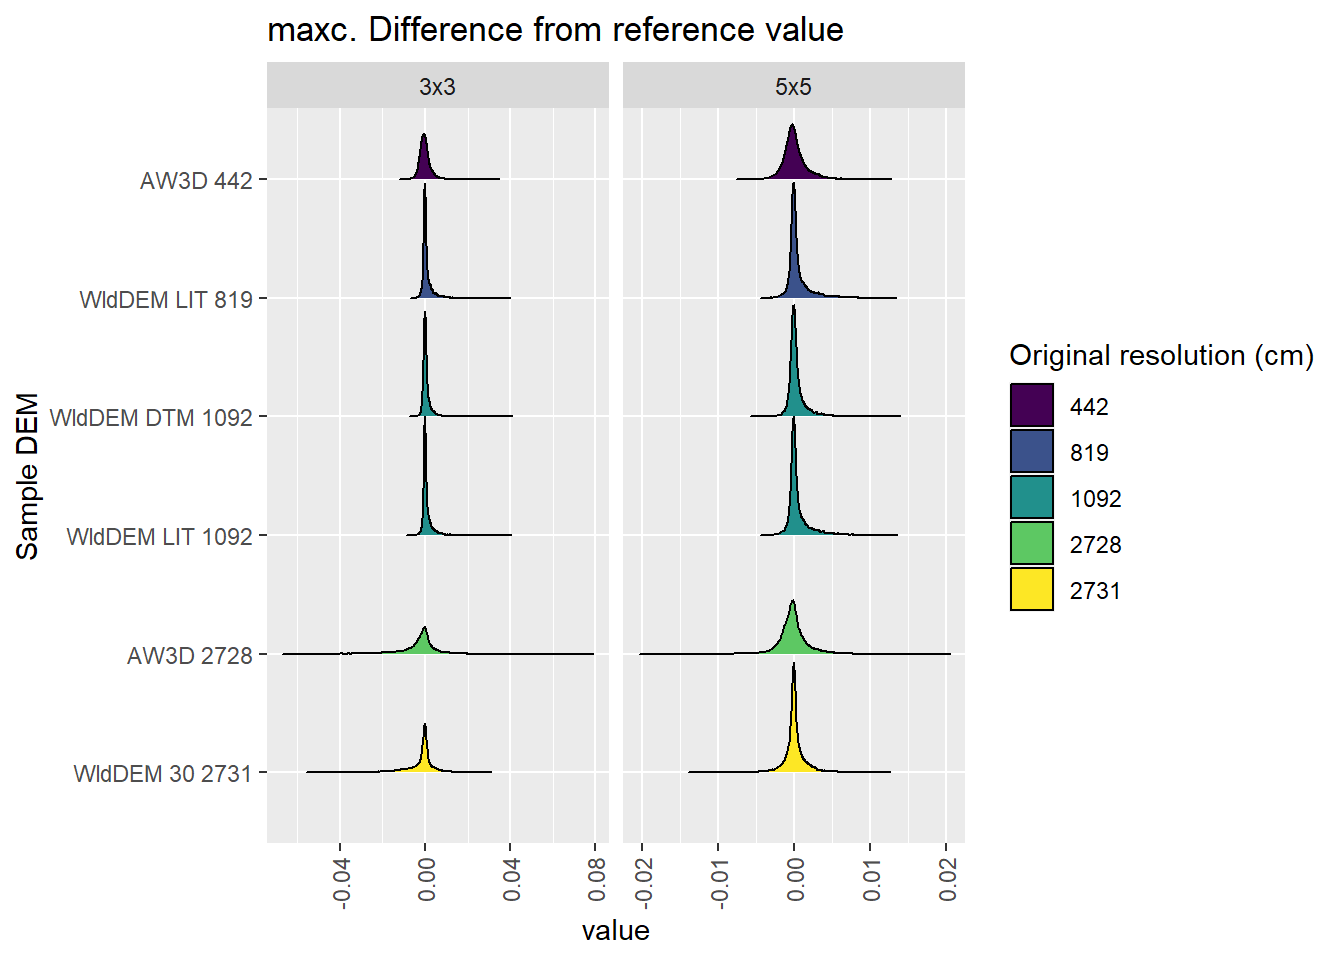 maxc. Difference from reference value
3x3
5x5
Sample DEM
AW3D 442
WldDEM LIT 819
WldDEM DTM 1092
WldDEM LIT 1092
AW3D 2728
WldDEM 30 2731
-0.04
0.00
0.04
0.08
-0.02
-0.01
0.00
0.01
0.02
value
Original resolution (cm)
442
819
1092
2728
2731